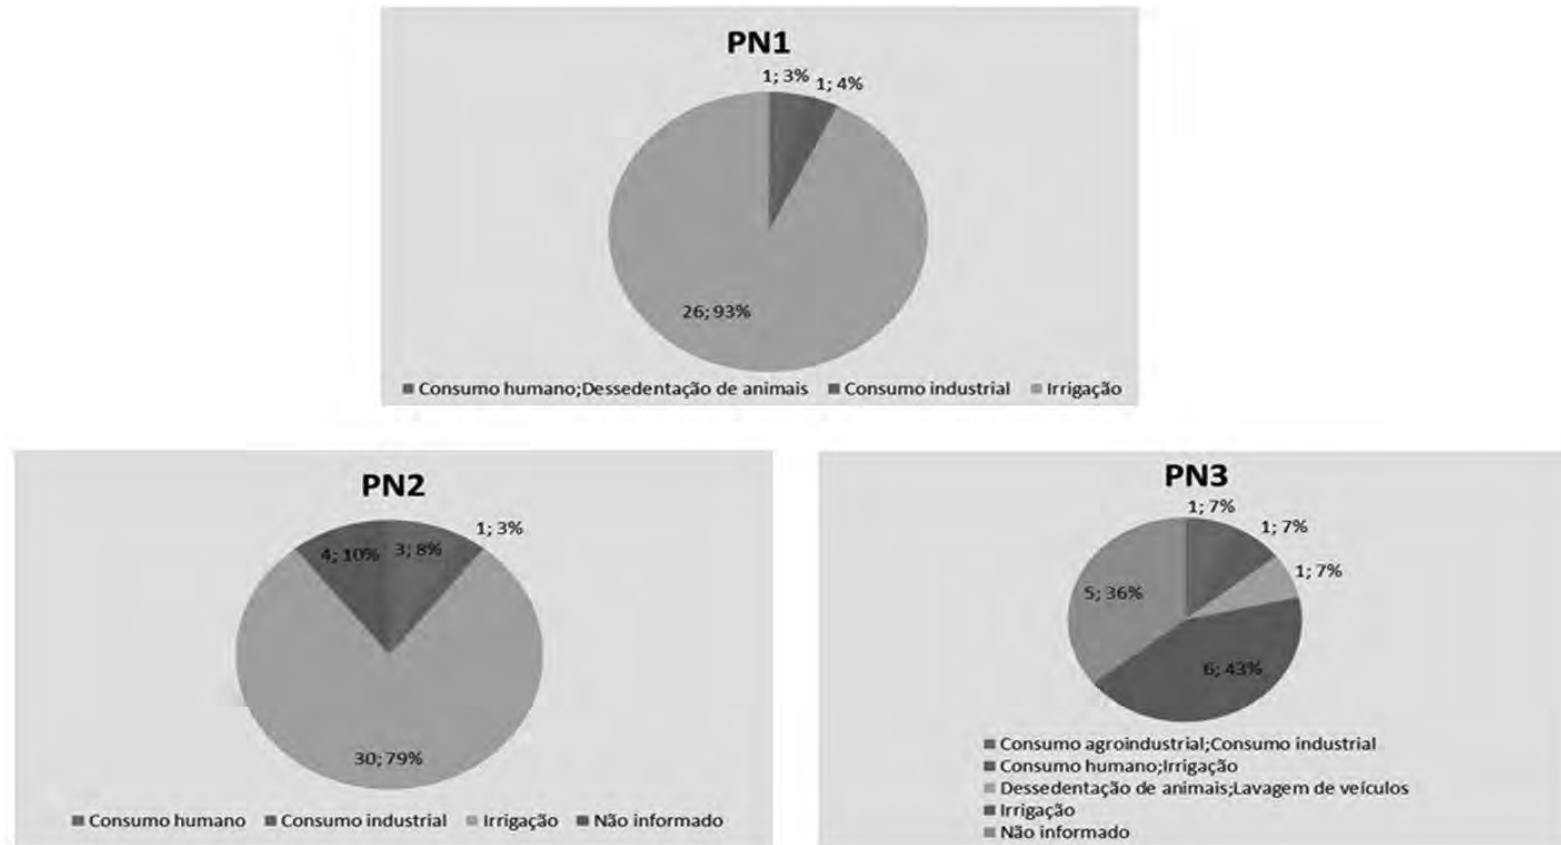 PN1
1; 3%
1; 4%
26; 93%
Consumo humano;Dessedentação de animais Consumo industrial Irrigação
PN2
1; 3%
4; 10% 3; 8%
30; 79%
Consumo humano Consumo industrial Irrigação Não informado
PN3
1; 7%
1; 7%
1; 7%
5; 36%
6; 43%
Consumo agroindustrial;Consumo industrial
Consumo humano;Irrigação
Dessedentação de animais;Lavagem de veículos
Irrigação
Não informado